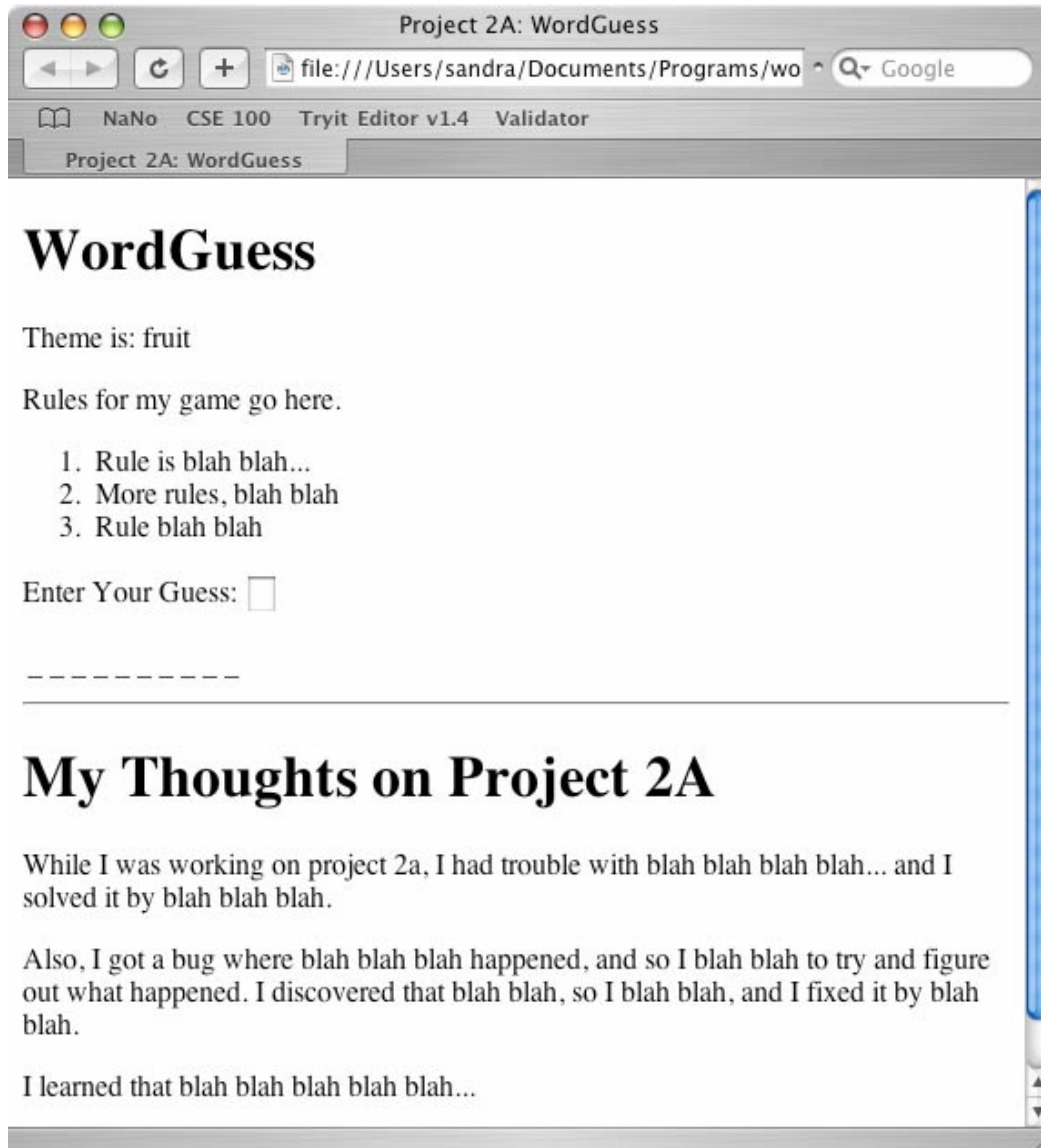 Project 2A: WordGuess
file:///Users/sandra/Documents/Programs/wo
Google
NaNo CSE 100 Tryit Editor v1.4 Validator
Project 2A: WordGuess
WordGuess
Theme is: fruit
Rules for my game go here.
1. Rule is blah blah...
2. More rules, blah blah
3. Rule blah blah
Enter Your Guess:
_ _ _ _ _ _ _ _ _ _
My Thoughts on Project 2A
While I was working on project 2a, I had trouble with blah blah blah blah... and I
solved it by blah blah blah.
Also, I got a bug where blah blah blah happened, and so I blah blah to try and figure
out what happened. I discovered that blah blah, so I blah blah, and I fixed it by blah
blah.
I learned that blah blah blah blah blah...